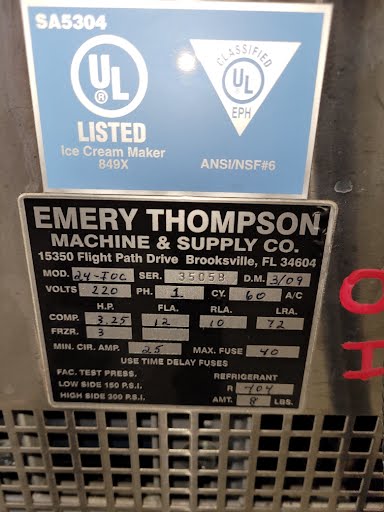 SA5304
UL
®
LISTED
Ice Cream Maker
849X
CLASSIFIED
UL
EPH
ANSI/NSF#6
EMERY THOMPSON
MACHINE & SUPPLY CO.
15350 Flight Path Drive Brooksville, FL 34604
MOD. 24-IOC SER. 35058 D.M. 3/09
VOLTS 220 PH. 1 CY. 60 A/C
H.P. FLA. RLA. LRA.
COMP. 3.25 12 10 72
FRZR. 3
MIN. CIR. AMP. 25 MAX. FUSE 40
USE TIME DELAY FUSES
FAC. TEST PRESS. REFRIGERANT
LOW SIDE 150 P.S.I. R 404
HIGH SIDE 300 P.S.I. AMT. 8 LBS.
OH